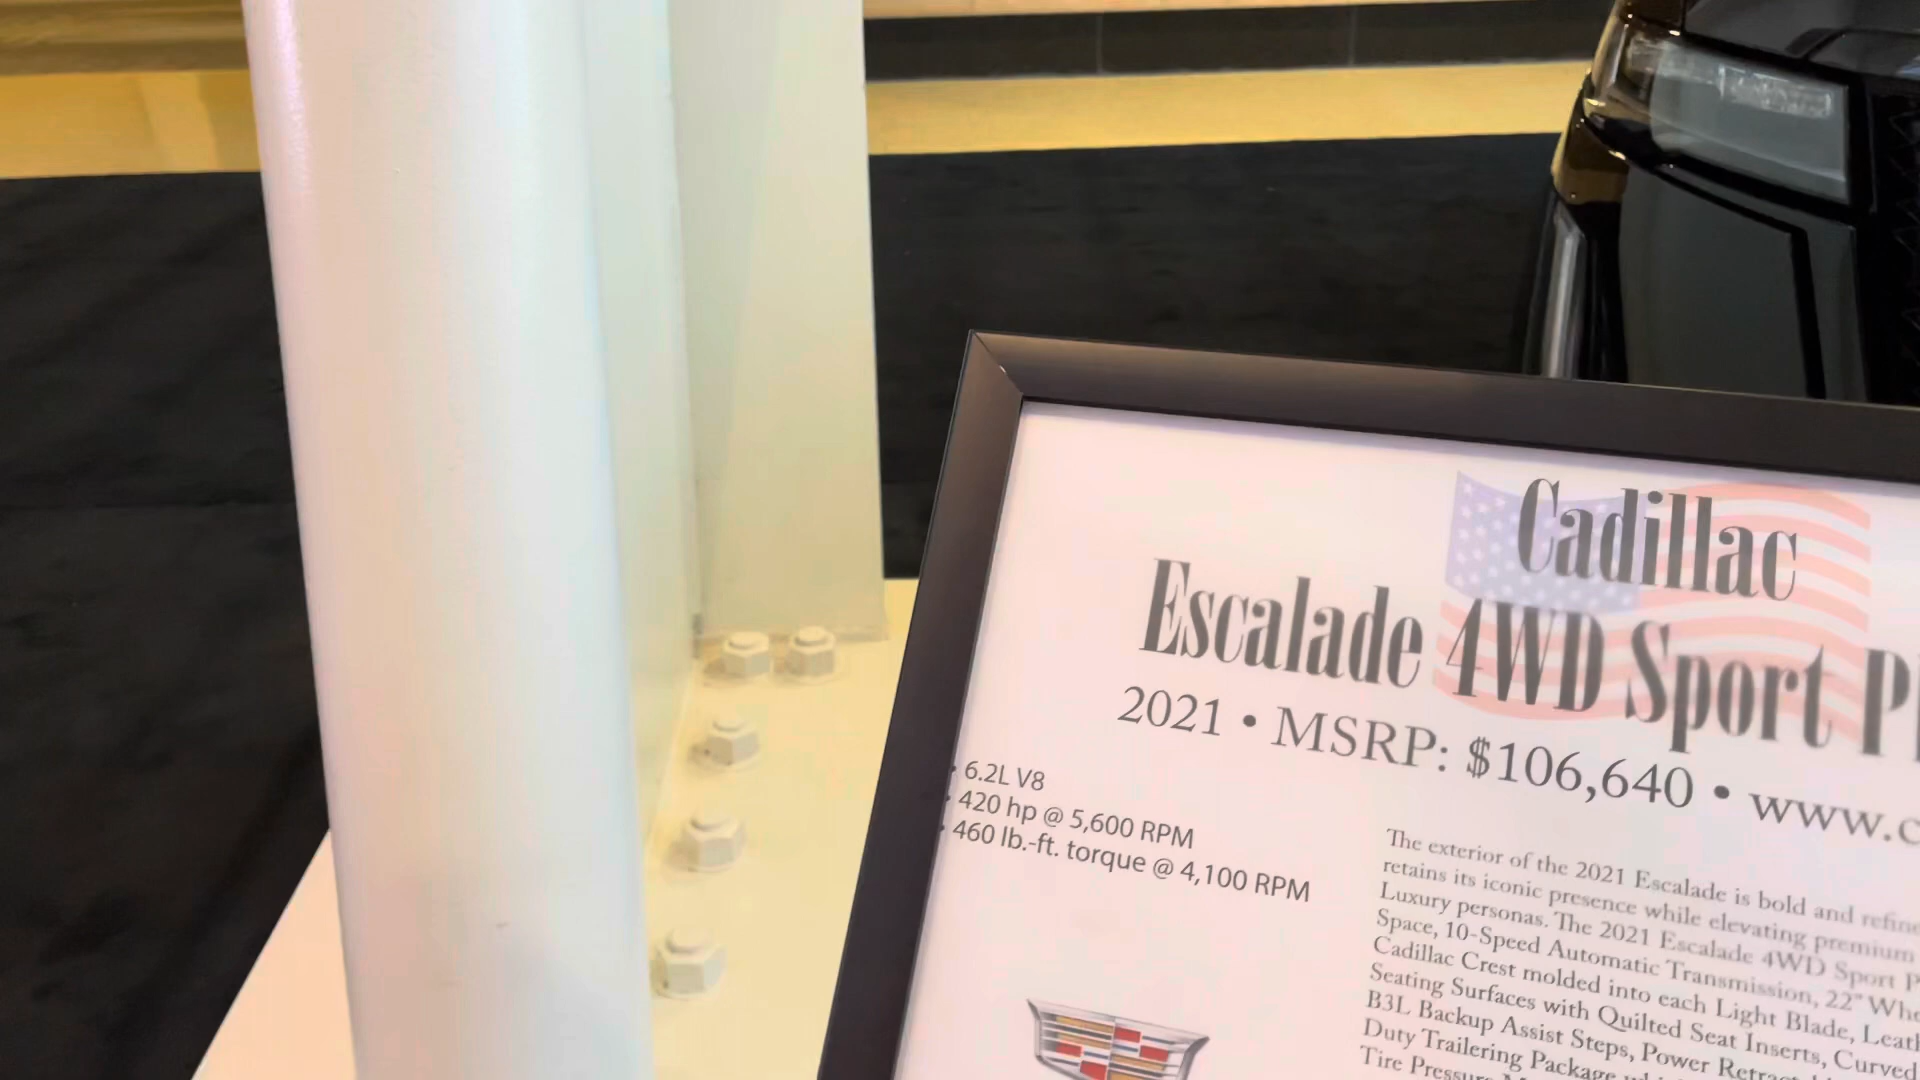 Cadillac
Escalade 4WD Sport
2021 • MSRP: $106,640 •
• 6.2L V8
• 420 hp @ 5,600 RPM
• 460 lb.-ft. torque @ 4,100 RPM
The exterior of the 2021 Escalade is bold and
retains its iconic presence while elevating premium
Luxury personas. The 2021 Escalade 4WD Sport
Space, 10-Speed Automatic Transmission, 22"
Cadillac Crest molded into each Light Blade,
Seating Surfaces with Quilted Seat Inserts, Curved
B3L Backup Assist Steps, Power
Duty Trailering Package
Tire